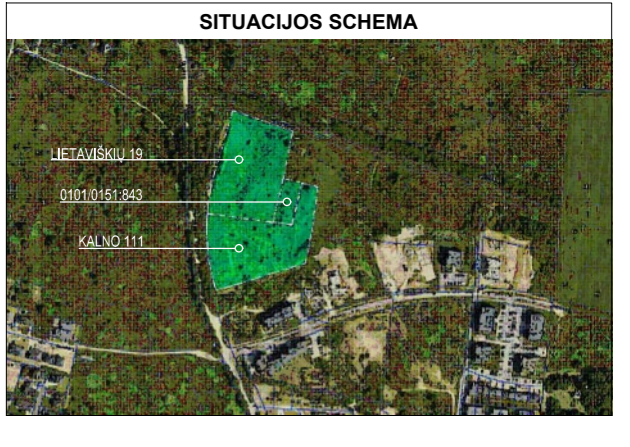 SITUACIJOS SCHEMA
LIETAVIŠKIŲ 19
0101/0151:843
KALNO 111